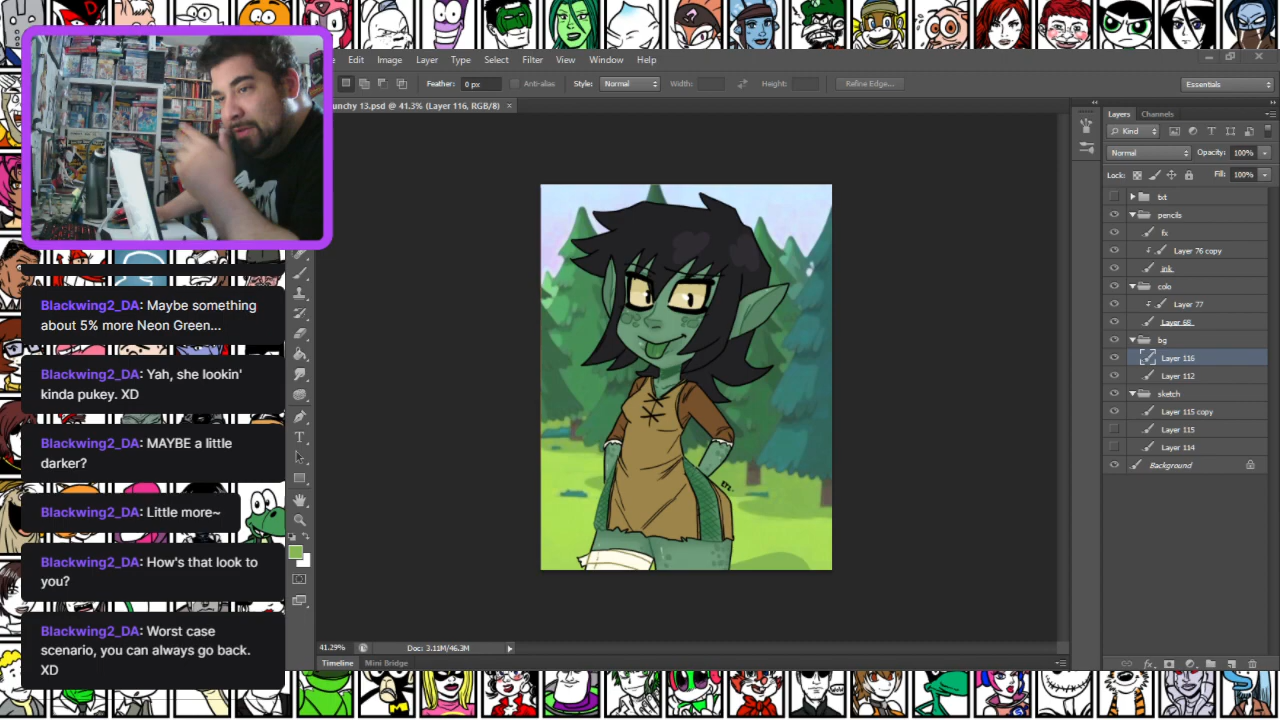 Edit Image Layer Type Select Filter View Window Help
Feather: 0 px Anti-alias Style: Normal Width: Height: Refine Edge... Essentials
unchy 13.psd @ 41.3% (Layer 116, RGB/8) ×
Layers Channels
Kind
Normal Opacity: 100%
Lock: Fill: 100%
txt
pencils
fx
Layer 76 copy
ink
colo
Layer 77
Layer 68
bg
Layer 116
Layer 112
sketch
Layer 115 copy
Layer 115
Layer 114
Background
Blackwing2_DA: Maybe something
about 5% more Neon Green...
Blackwing2_DA: Yah, she lookin'
kinda pukey. XD
Blackwing2_DA: MAYBE a little
darker?
Blackwing2_DA: Little more~
Blackwing2_DA: How's that look to
you?
Blackwing2_DA: Worst case
scenario, you can always go back.
XD
41.29% Doc: 3.11M/46.3M
Timeline Mini Bridge